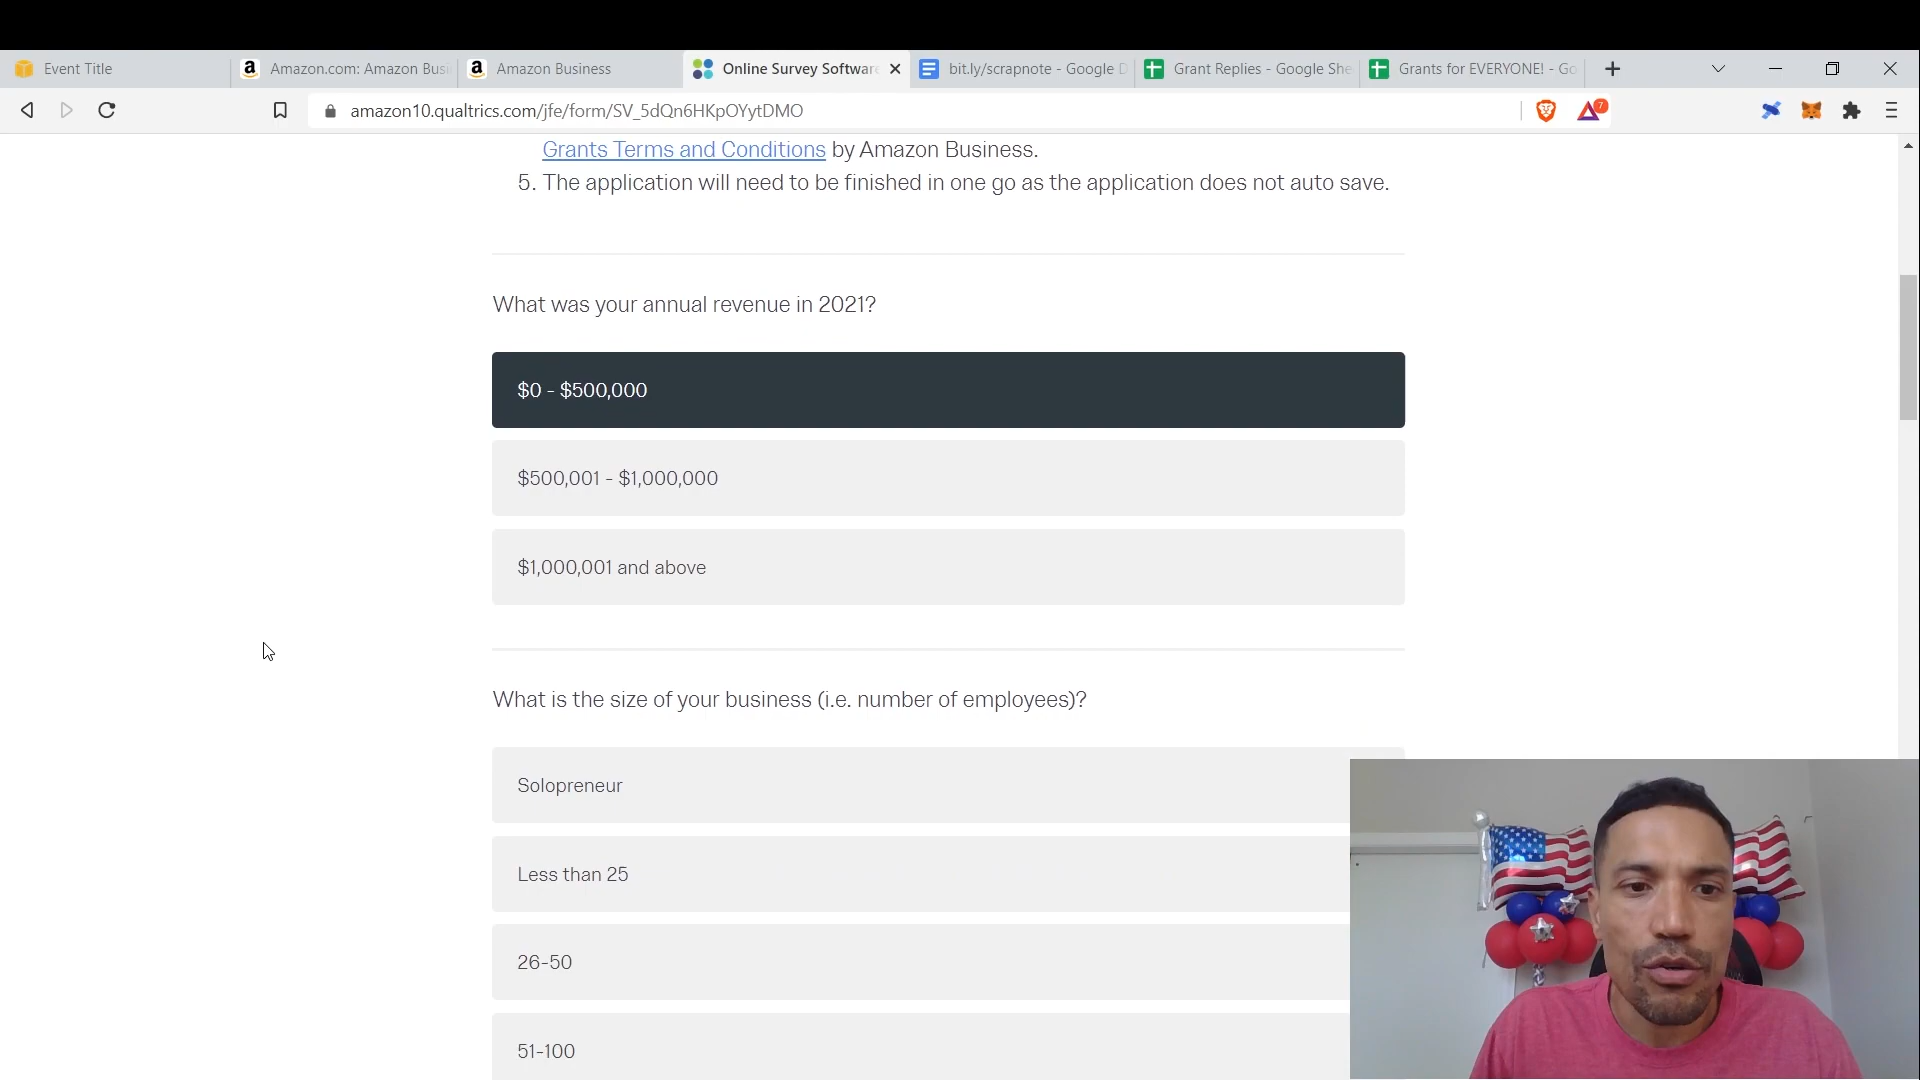 Event Title
Amazon.com: Amazon Busi
Amazon Business
Online Survey Software
bit.ly/scrapnote - Google D
Grant Replies - Google She
Grants for EVERYONE! - Go
amazon10.qualtrics.com/jfe/form/SV_5dQn6HKpOYytDMO
7
Grants Terms and Conditions by Amazon Business.
5. The application will need to be finished in one go as the application does not auto save.
What was your annual revenue in 2021?
$0 - $500,000
$500,001 - $1,000,000
$1,000,001 and above
What is the size of your business (i.e. number of employees)?
Solopreneur
Less than 25
26-50
51-100